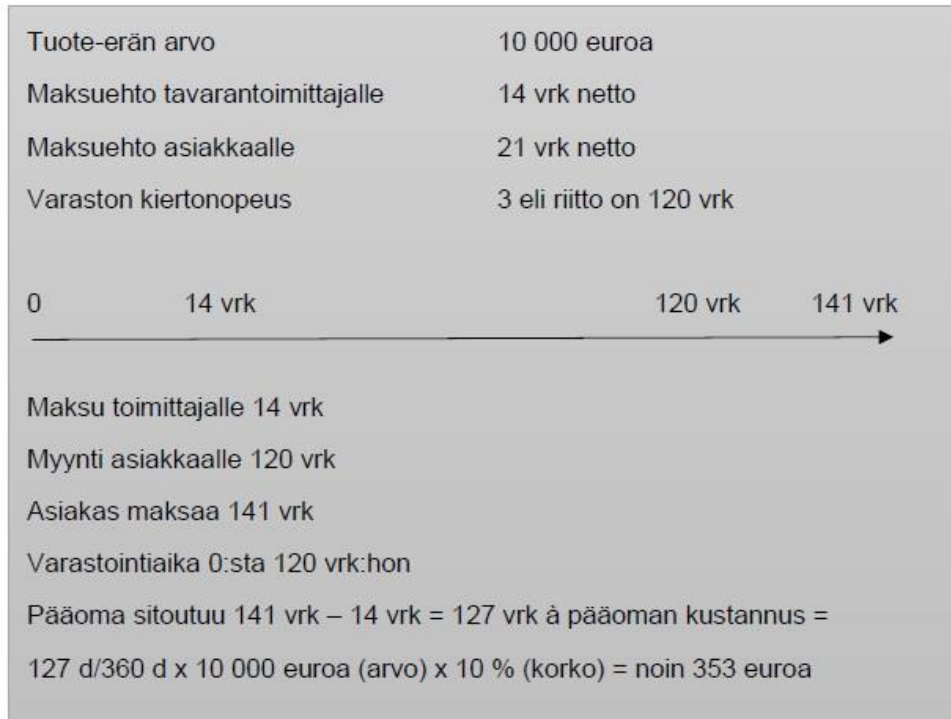 Tuote-erän arvo 10 000 euroa
Maksuehto tavarantoimittajalle 14 vrk netto
Maksuehto asiakkaalle 21 vrk netto
Varaston kiertonopeus 3 eli riitto on 120 vrk
0 14 vrk 120 vrk 141 vrk
Maksu toimittajalle 14 vrk
Myynti asiakkaalle 120 vrk
Asiakas maksaa 141 vrk
Varastointiaika 0:sta 120 vrk:hon
Pääoma sitoutuu 141 vrk – 14 vrk = 127 vrk à pääoman kustannus =
127 d/360 d x 10 000 euroa (arvo) x 10 % (korko) = noin 353 euroa